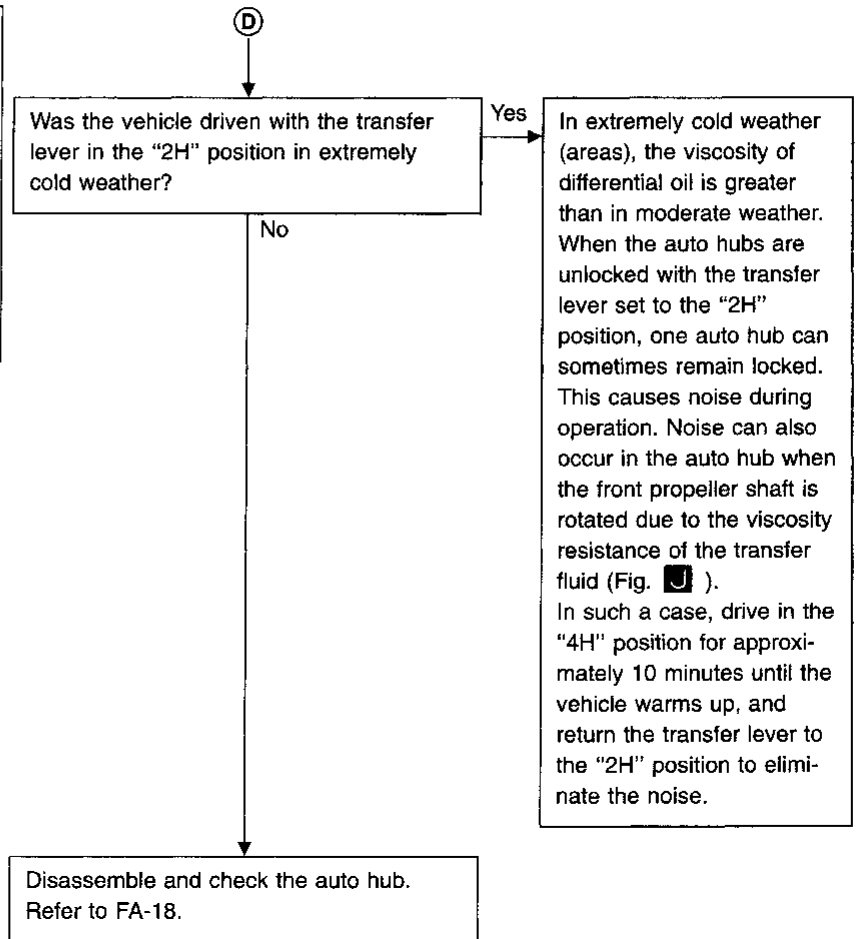 D
Was the vehicle driven with the transfer
lever in the “2H” position in extremely
cold weather?
Yes
In extremely cold weather
(areas), the viscosity of
differential oil is greater
than in moderate weather.
When the auto hubs are
unlocked with the transfer
lever set to the “2H”
position, one auto hub can
sometimes remain locked.
This causes noise during
operation. Noise can also
occur in the auto hub when
the front propeller shaft is
rotated due to the viscosity
resistance of the transfer
fluid (Fig. J ).
In such a case, drive in the
“4H” position for approxi-
mately 10 minutes until the
vehicle warms up, and
return the transfer lever to
the “2H” position to elimi-
nate the noise.
No
Disassemble and check the auto hub.
Refer to FA-18.